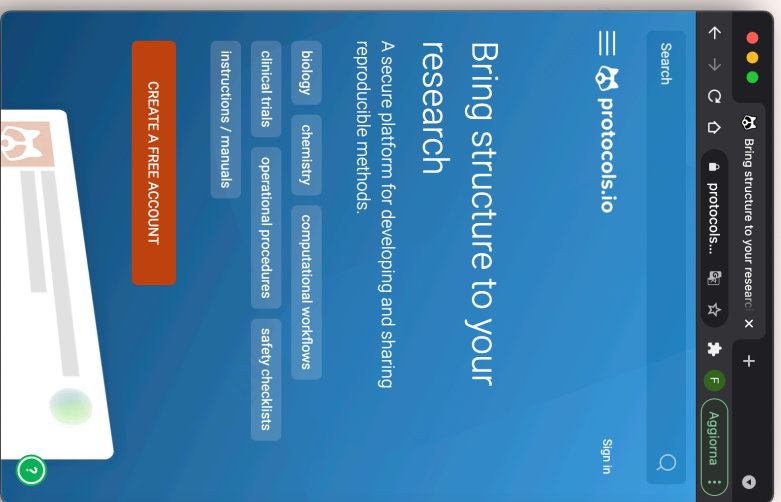 Bring structure to your researc
protocols...
F
Aggiorna
Search
protocols.io
Sign in
Bring structure to your
research
A secure platform for developing and sharing
reproducible methods.
biology
chemistry
computational workflows
clinical trials
operational procedures
safety checklists
instructions / manuals
CREATE A FREE ACCOUNT
?